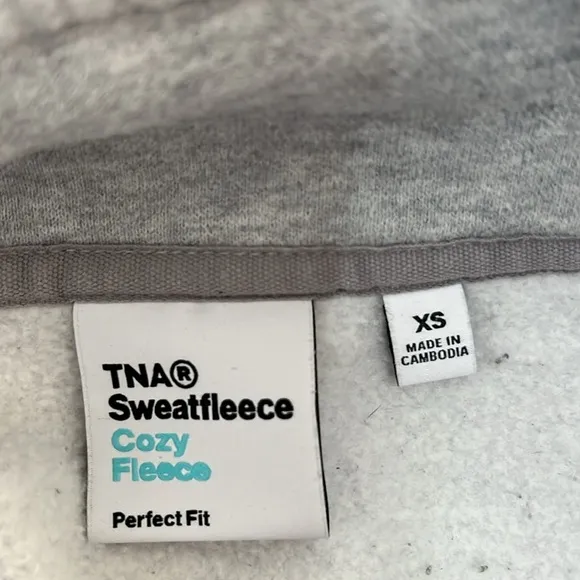 TNA®
Sweatfleece
Cozy
Fleece
Perfect Fit
XS
MADE IN
CAMBODIA